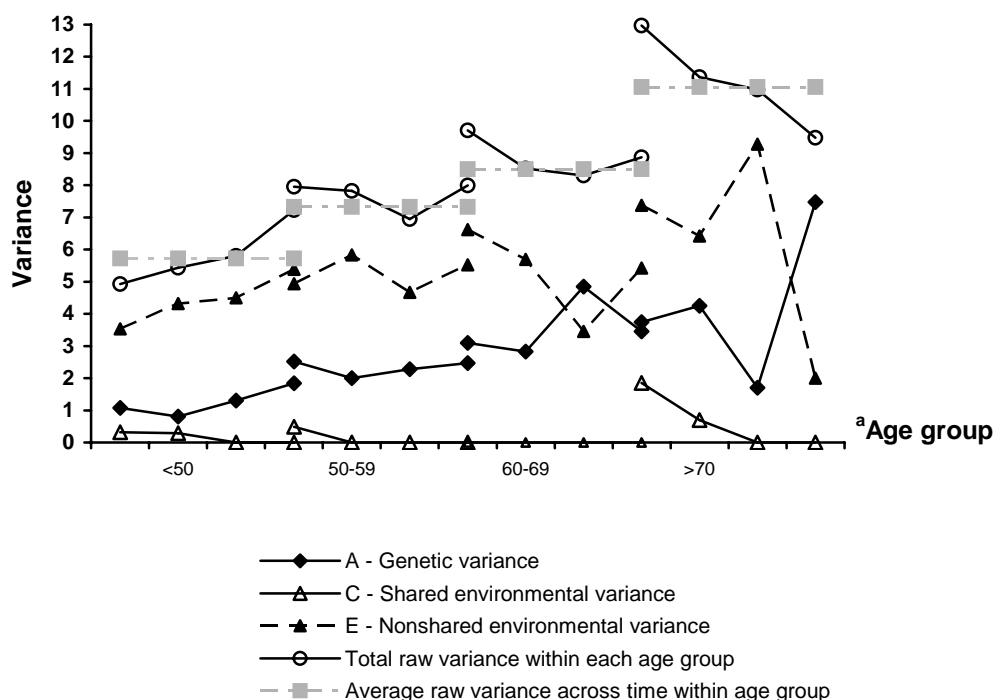 13
12
11
10
9
8
7
6
5
4
3
2
1
0
Variance
<50 50-59 60-69 >70
aAge group
A - Genetic variance
C - Shared environmental variance
E - Nonshared environmental variance
Total raw variance within each age group
Average raw variance across time within age group